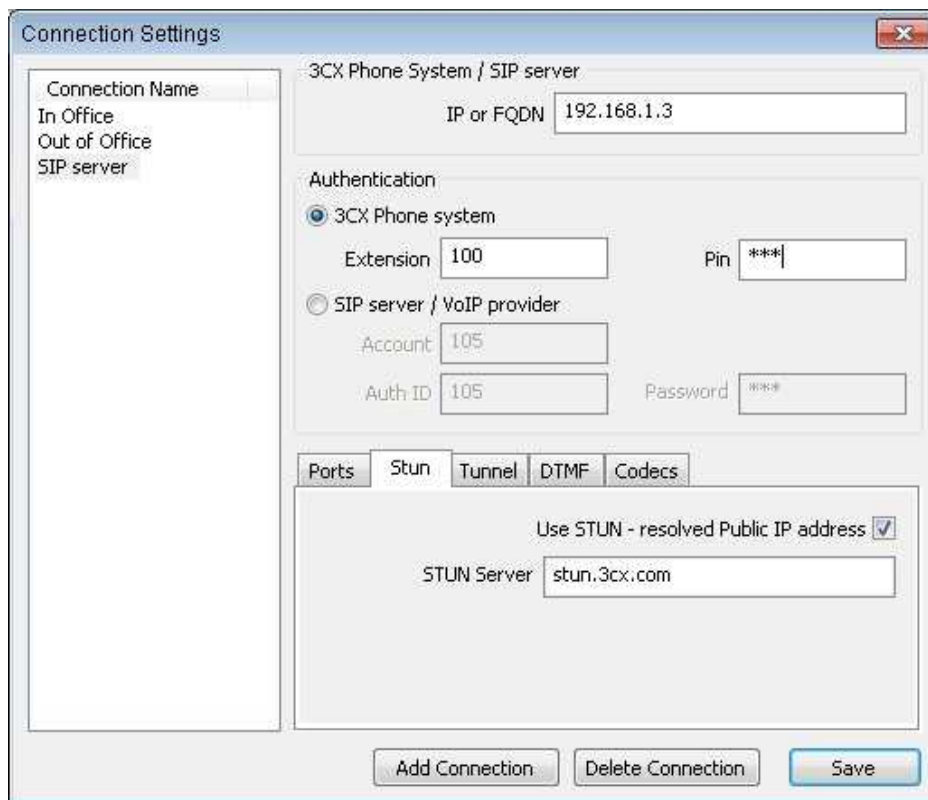 Connection Settings
Connection Name
In Office
Out of Office
SIP server
3CX Phone System / SIP server
IP or FQDN 192.168.1.3
Authentication
3CX Phone system
Extension 100 Pin ***
SIP server / VoIP provider
Account 105
Auth ID 105 Password ***
Ports Stun Tunnel DTMF Codecs
Use STUN - resolved Public IP address
STUN Server stun.3cx.com
Add Connection Delete Connection Save